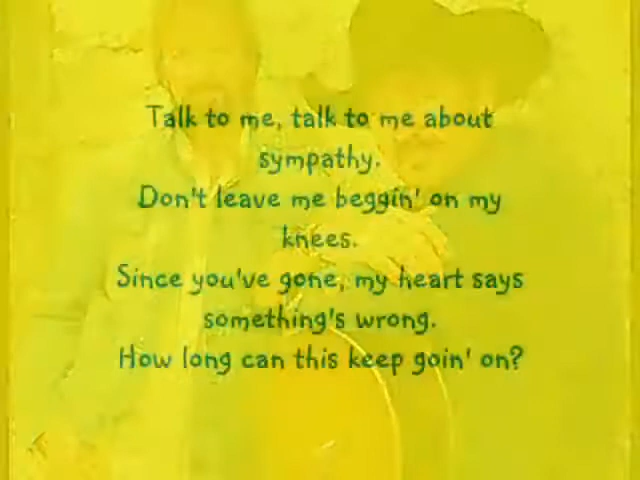 Talk to me, talk to me about
sympathy.
Don't leave me beggin' on my
knees.
Since you've gone, my heart says
something's wrong.
How long can this keep goin' on?